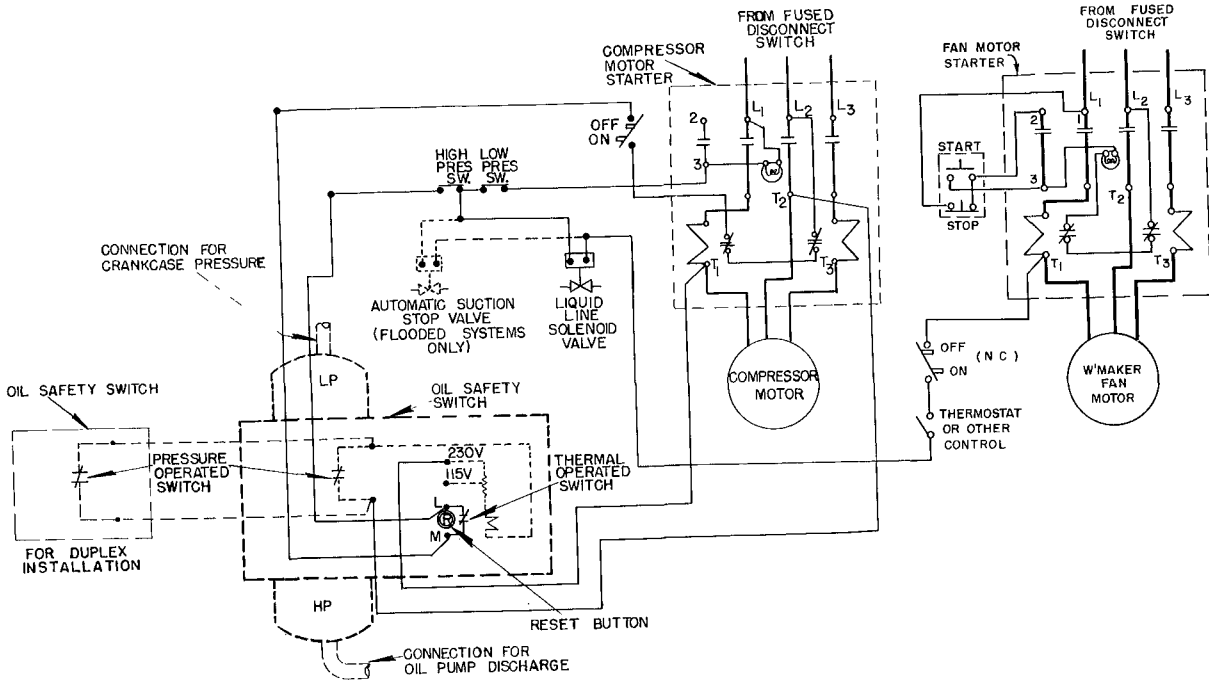 FROM FUSED
DISCONNECT
SWITCH
COMPRESSOR
MOTOR
STARTER
FROM FUSED
DISCONNECT
SWITCH
FAN MOTOR
STARTER
L1
L2
L3
2
3
OFF
ON
HIGH
PRES
SW.
LOW
PRES
SW.
T2
T1
T3
L1
L2
L3
2
1
3
START
STOP
T2
T1
T3
CONNECTION FOR
CRANKCASE PRESSURE
AUTOMATIC SUCTION
STOP VALVE
(FLOODED SYSTEMS
ONLY)
LIQUID
LINE
SOLENOID
VALVE
COMPRESSOR
MOTOR
OFF
(NC)
ON
W'MAKER
FAN
MOTOR
THERMOSTAT
OR OTHER
CONTROL
LP
OIL SAFETY SWITCH
OIL SAFETY
SWITCH
PRESSURE
OPERATED
SWITCH
230V
115V
THERMAL
OPERATED
SWITCH
L
R
M
FOR DUPLEX
INSTALLATION
HP
RESET BUTTON
CONNECTION FOR
OIL PUMP DISCHARGE